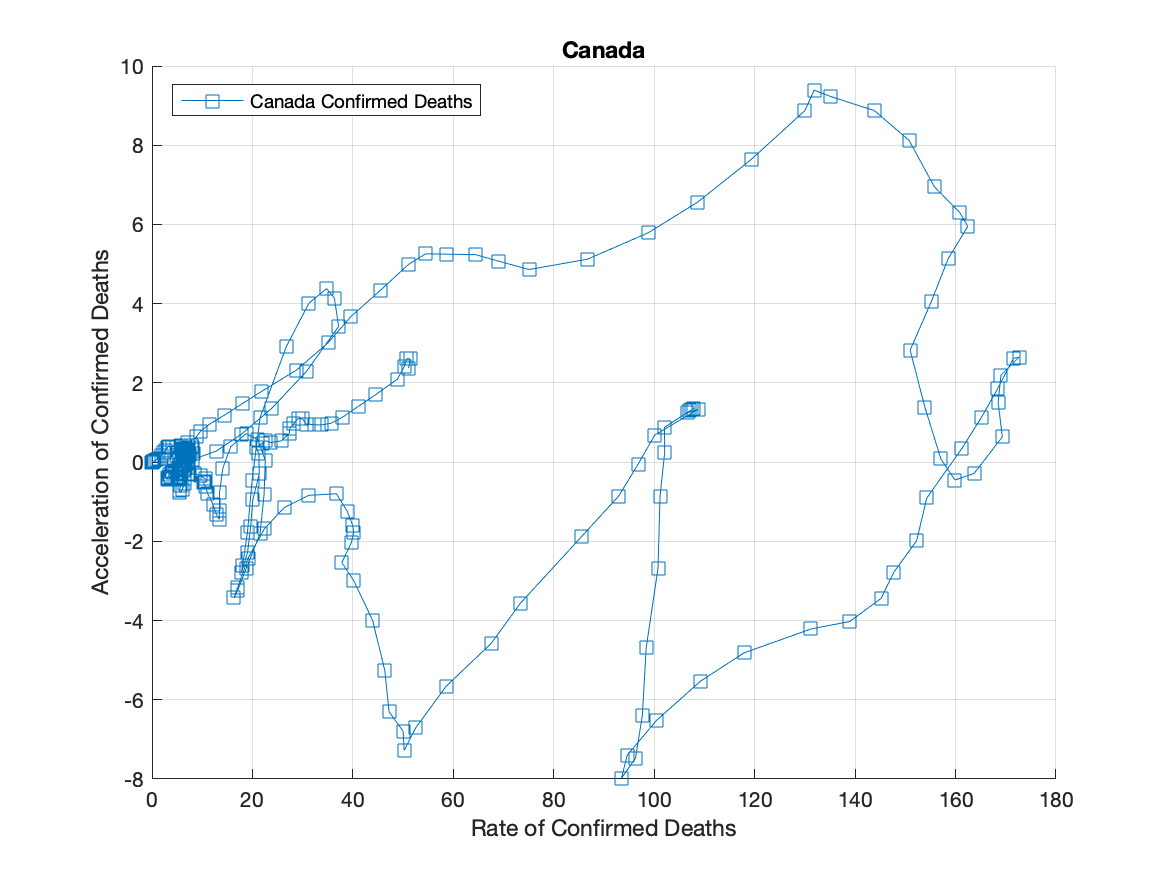 Canada
Canada Confirmed Deaths
10
8
6
4
2
0
-2
-4
-6
-8
Acceleration of Confirmed Deaths
0 20 40 60 80 100 120 140 160 180
Rate of Confirmed Deaths